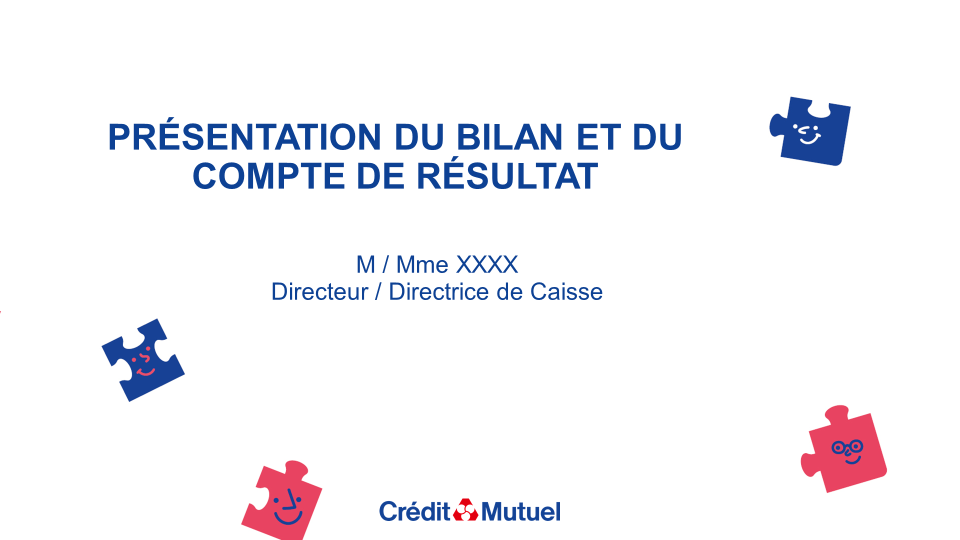 PRÉSENTATION DU BILAN ET DU
COMPTE DE RÉSULTAT
M / Mme XXXX
Directeur / Directrice de Caisse
Crédit Mutuel